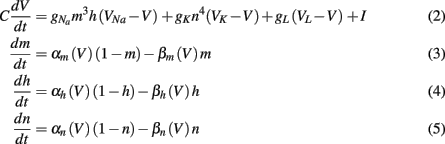 C dV/dt = g_{Na} m^3 h (V_{Na} − V) + g_K n^4 (V_K − V) + g_L (V_L − V) + I (2)
dm/dt = α_m (V) (1 − m) − β_m (V) m (3)
dh/dt = α_h (V) (1 − h) − β_h (V) h (4)
dn/dt = α_n (V) (1 − n) − β_n (V) n (5)